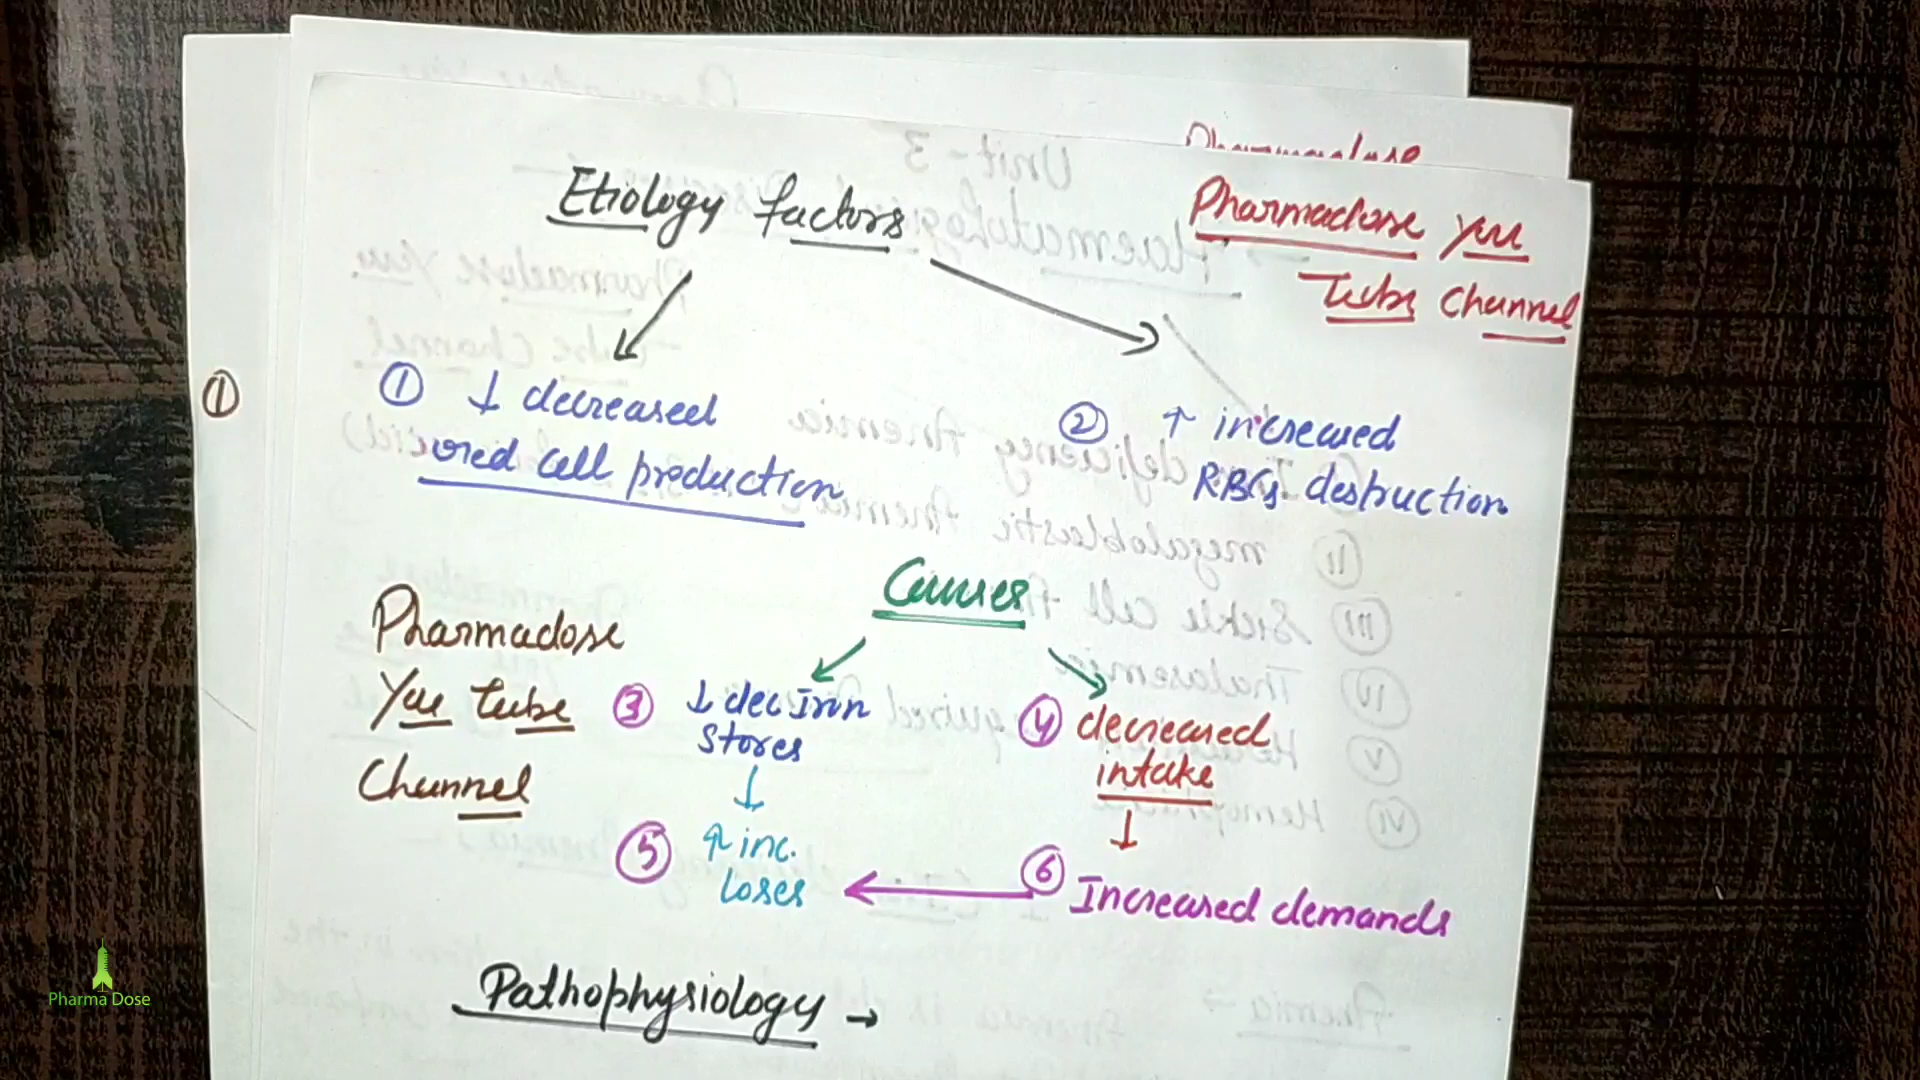 Pharmadose
Etiology factors
Pharmadose You
Tube Channel
① ① ↓ decreased
red cell production
② ↑ increased
RBCs destruction
Causes
Pharmadose
You tube
Channel
③ ↓ dec Iron
stores
④ decreased
intake
↓ ↓
⑤ ↑ inc.
loses
⑥ Increased demands
Pathophysiology →
Pharma Dose